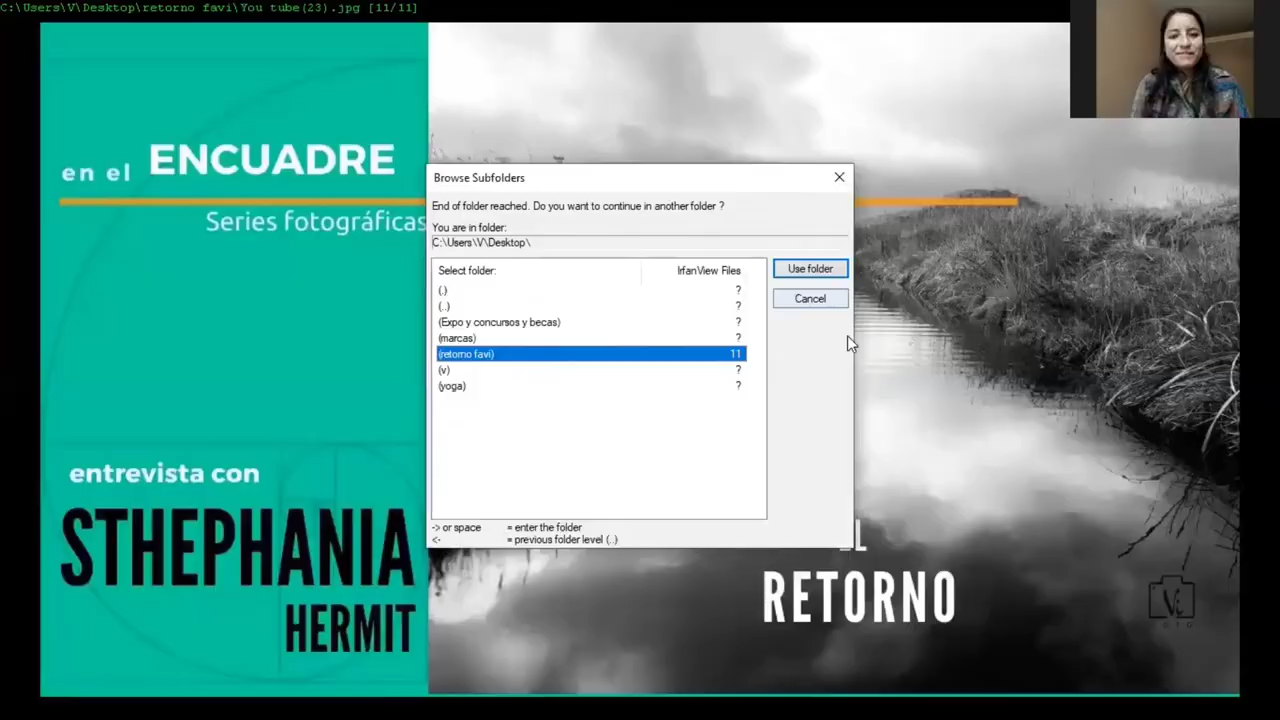 C:\Users\V\Desktop\retorno favi\You tube(23).jpg [11/11]
en el ENCUADRE
Series fotográficas
Browse Subfolders
End of folder reached. Do you want to continue in another folder ?
You are in folder:
C:\Users\V\Desktop\
Select folder: IrfanView Files
(.) ?
(..) ?
(Expo y concursos y becas) ?
(marcas) ?
(retorno favi) 11
(v) ?
(yoga) ?
Use folder
Cancel
-> or space = enter the folder
<- = previous folder level (..)
entrevista con
STHEPHANIA
HERMIT
EL
RETORNO
Vi